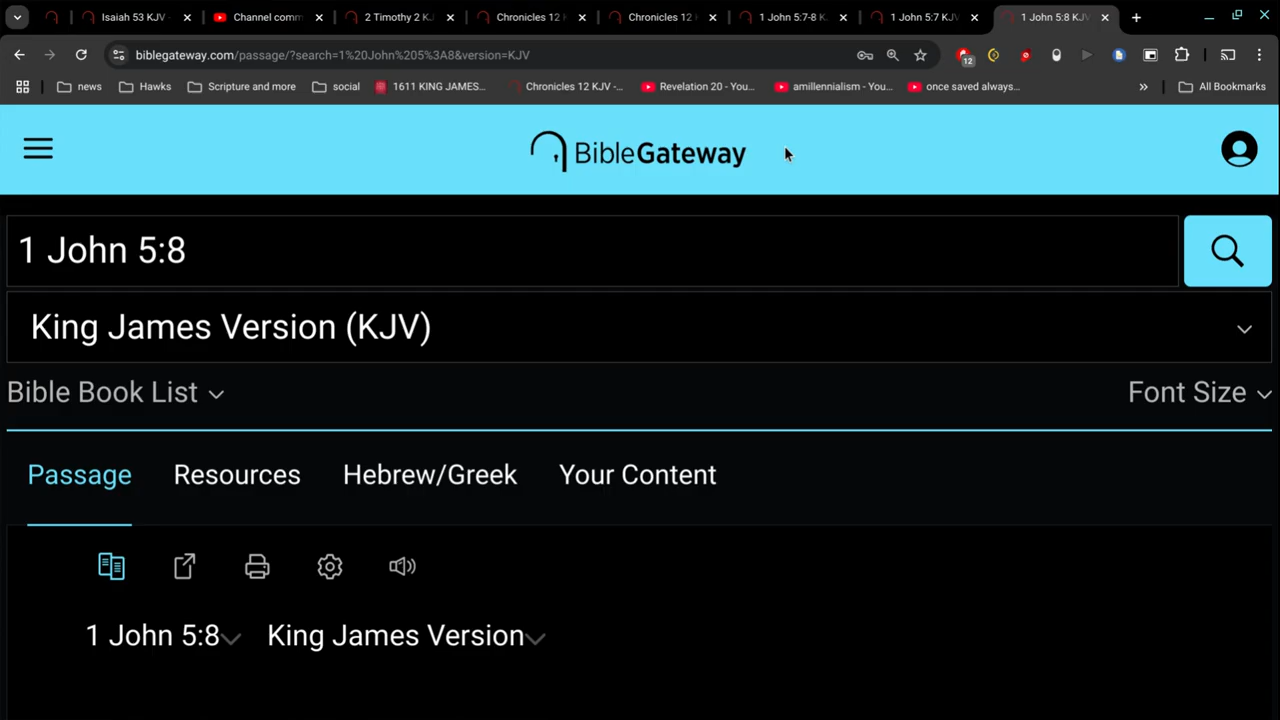 Isaiah 53 KJV -
Channel comm
2 Timothy 2 K
Chronicles 12
Chronicles 12
1 John 5:7-8 K
1 John 5:7 KJV
1 John 5:8 KJV
biblegateway.com/passage/?search=1%20John%205%3A8&version=KJV
12
news
Hawks
Scripture and more
social
1611 KING JAMES...
Chronicles 12 KJV -...
Revelation 20 - You...
amillennialism - You...
once saved always...
»
All Bookmarks
BibleGateway
1 John 5:8
King James Version (KJV)
Bible Book List
Font Size
Passage
Resources
Hebrew/Greek
Your Content
1 John 5:8
King James Version